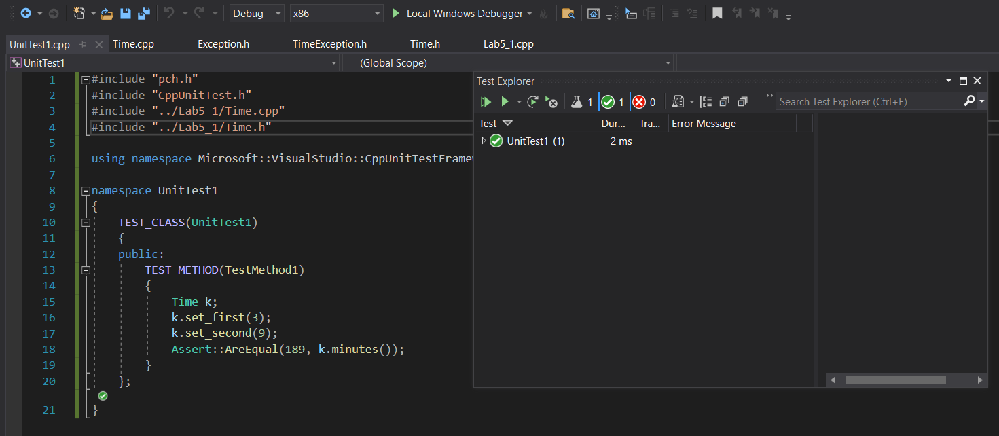 Debug x86 Local Windows Debugger
UnitTest1.cpp Time.cpp Exception.h TimeException.h Time.h Lab5_1.cpp
UnitTest1 (Global Scope)
1 #include "pch.h"
2 #include "CppUnitTest.h"
3 #include "../Lab5_1/Time.cpp"
4 #include "../Lab5_1/Time.h"
5
6 using namespace Microsoft::VisualStudio::CppUnitTestFramew
7
8 namespace UnitTest1
9 {
10 TEST_CLASS(UnitTest1)
11 {
12 public:
13 TEST_METHOD(TestMethod1)
14 {
15 Time k;
16 k.set_first(3);
17 k.set_second(9);
18 Assert::AreEqual(189, k.minutes());
19 }
20 };
21 }
Test Explorer
1 1 0 Search Test Explorer (Ctrl+E)
Test Dur... Tra... Error Message
UnitTest1 (1) 2 ms